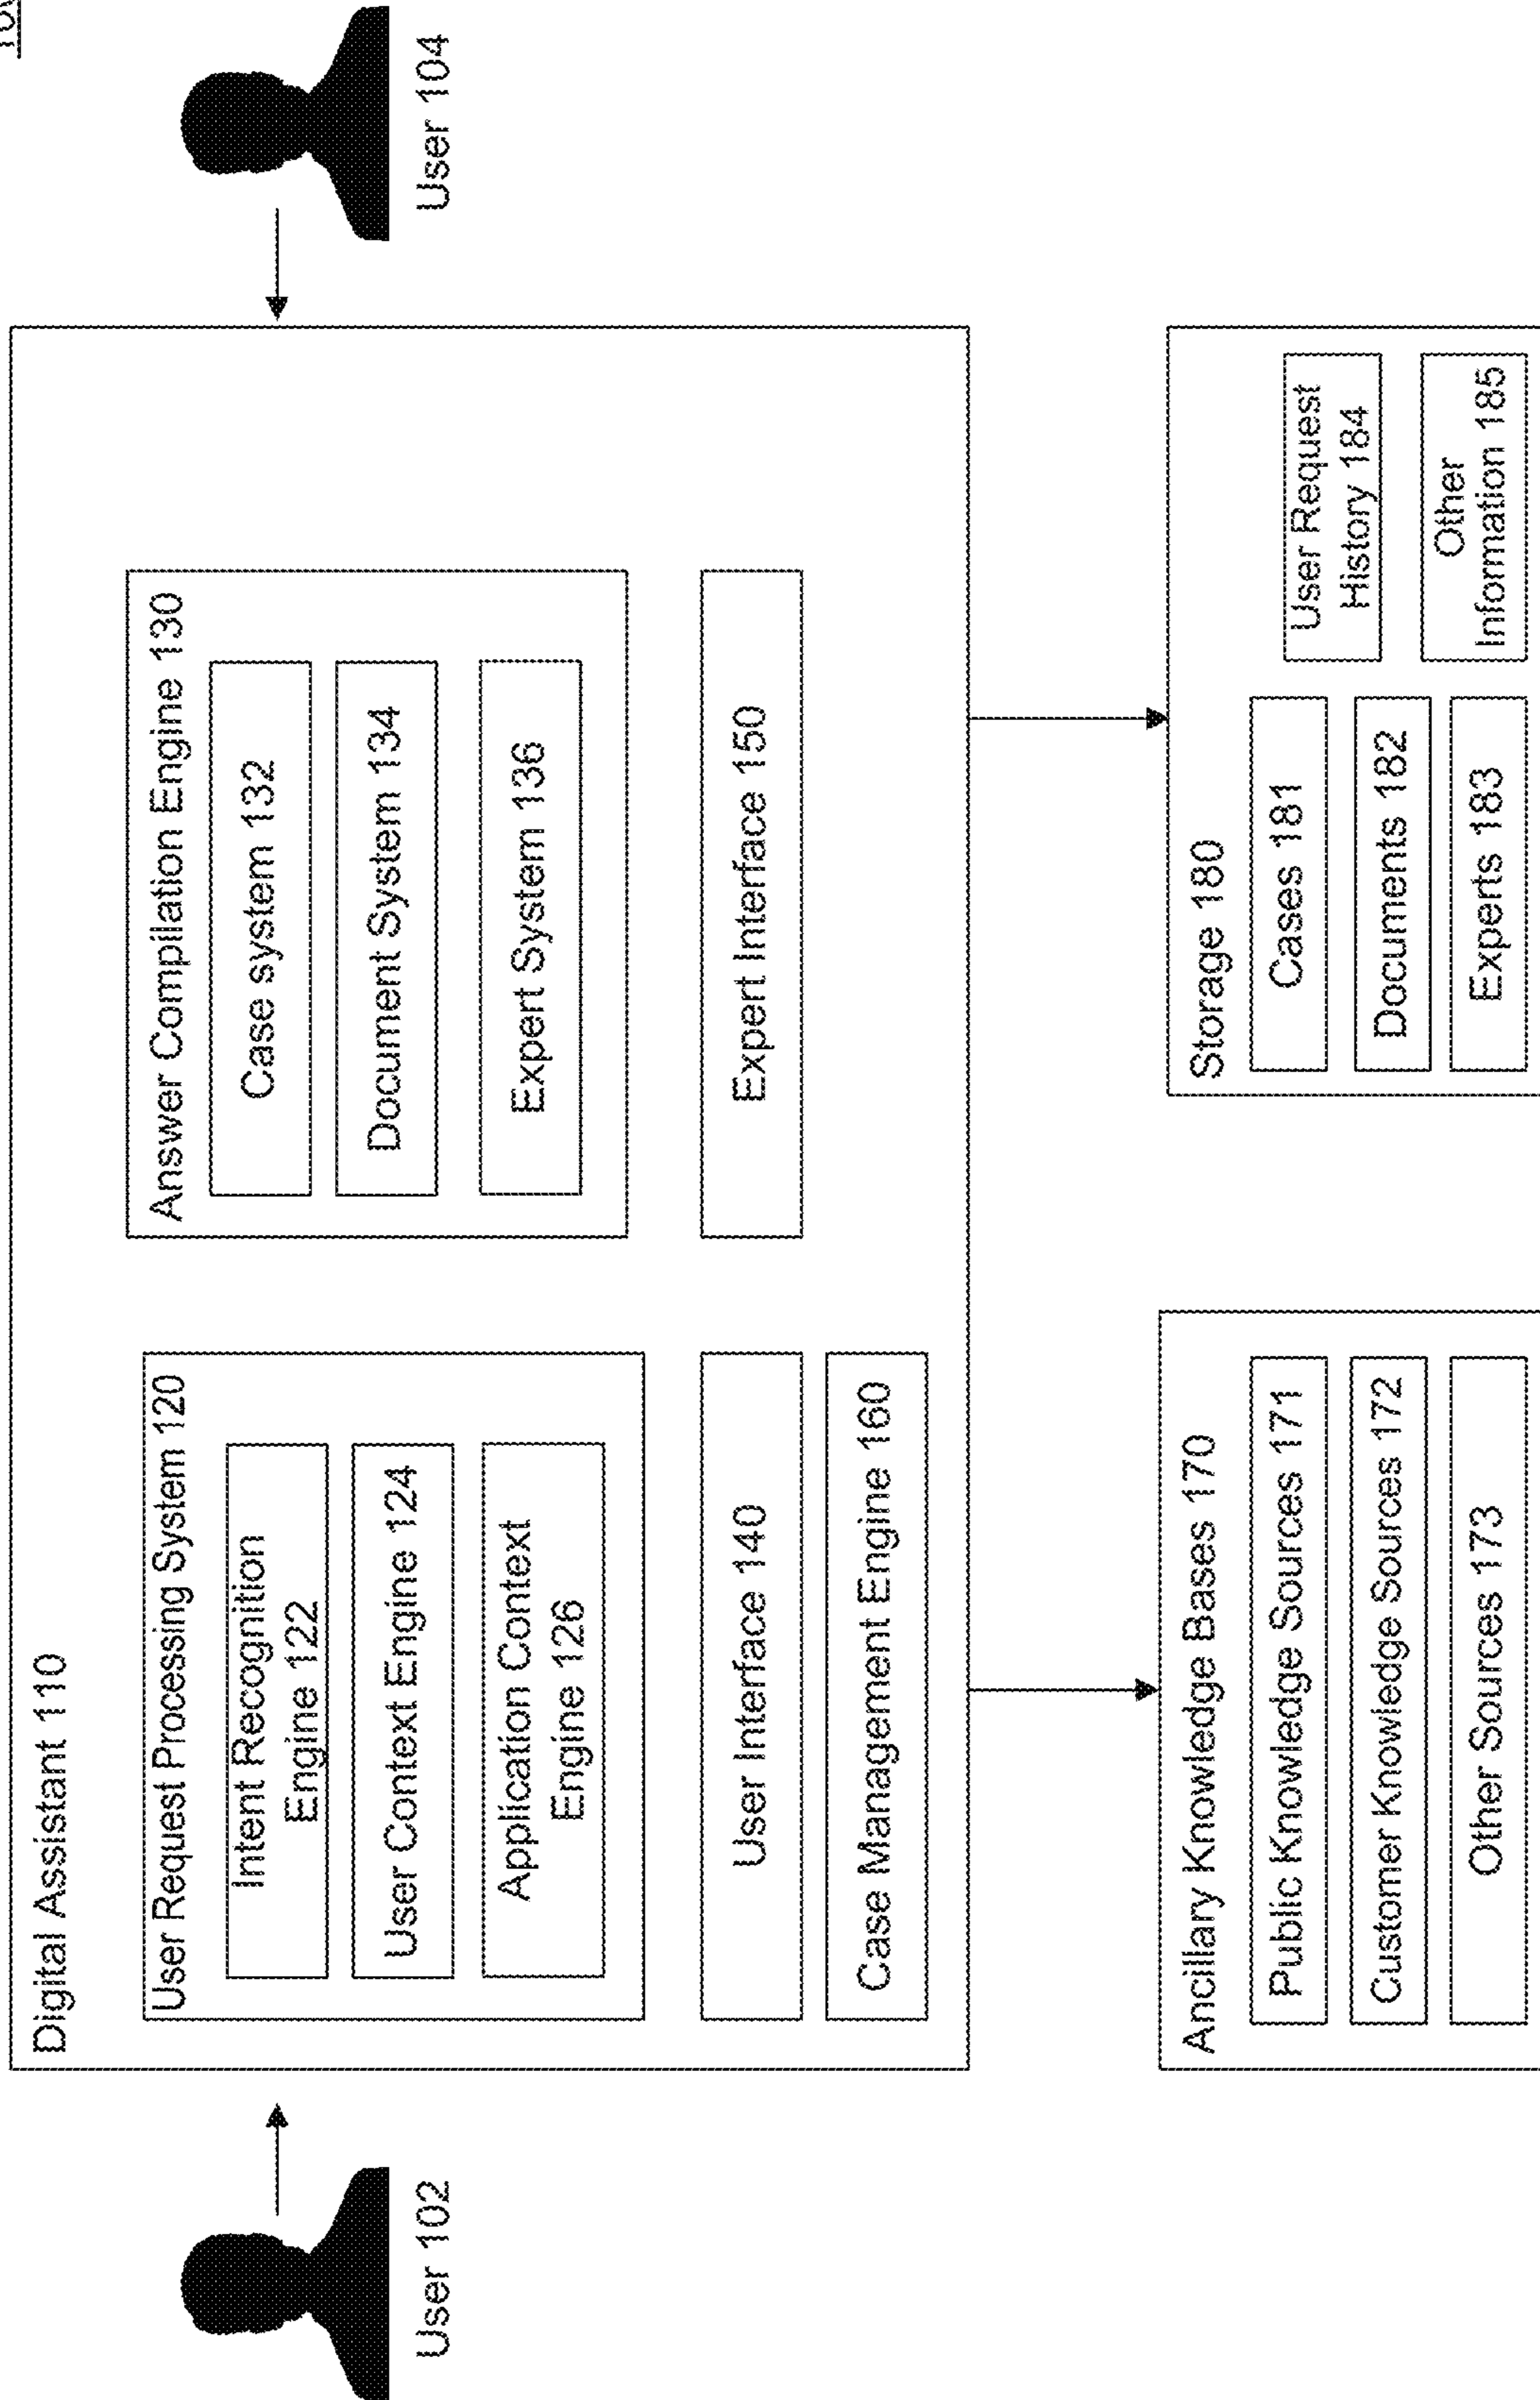 Digital Assistant 110
User Request Processing System 120
Intent Recognition
Engine 122
User Context Engine 124
Application Context
Engine 126
User Interface 140
Case Management Engine 160
Answer Compilation Engine 130
Case system 132
Document System 134
Expert System 136
Expert Interface 150
User 102
User 104
Ancillary Knowledge Bases 170
Public Knowledge Sources 171
Customer Knowledge Sources 172
Other Sources 173
Storage 180
Cases 181
Documents 182
Experts 183
User Request
History 184
Other
Information 185